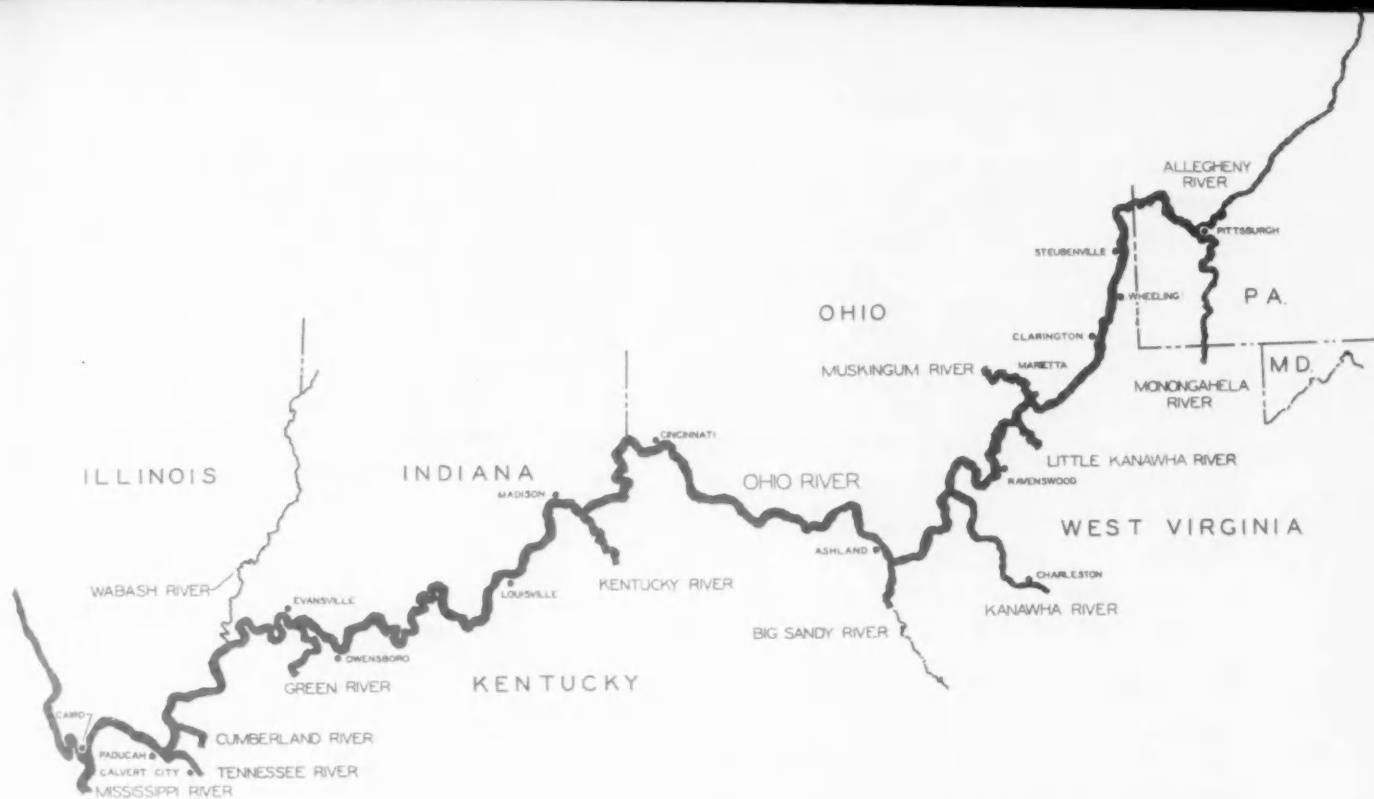 ALLEGHENY
RIVER
PITTSBURGH
STEUBENVILLE
WHEELING
PA.
OHIO
CLARINGTON
MARIETTA
MUSKINGUM RIVER
MD.
MONONGAHELA
RIVER
CINCINNATI
LITTLE KANAWHA RIVER
ILLINOIS
INDIANA
OHIO RIVER
RAVENSWOOD
MADISON
WEST VIRGINIA
ASHLAND
KENTUCKY RIVER
CHARLESTON
WABASH RIVER
LOUISVILLE
EVANSVILLE
KANAWHA RIVER
BIG SANDY RIVER
OWENSBORO
GREEN RIVER
KENTUCKY
CAIRO
CUMBERLAND RIVER
PADUCAH
CALVERT CITY
TENNESSEE RIVER
MISSISSIPPI RIVER